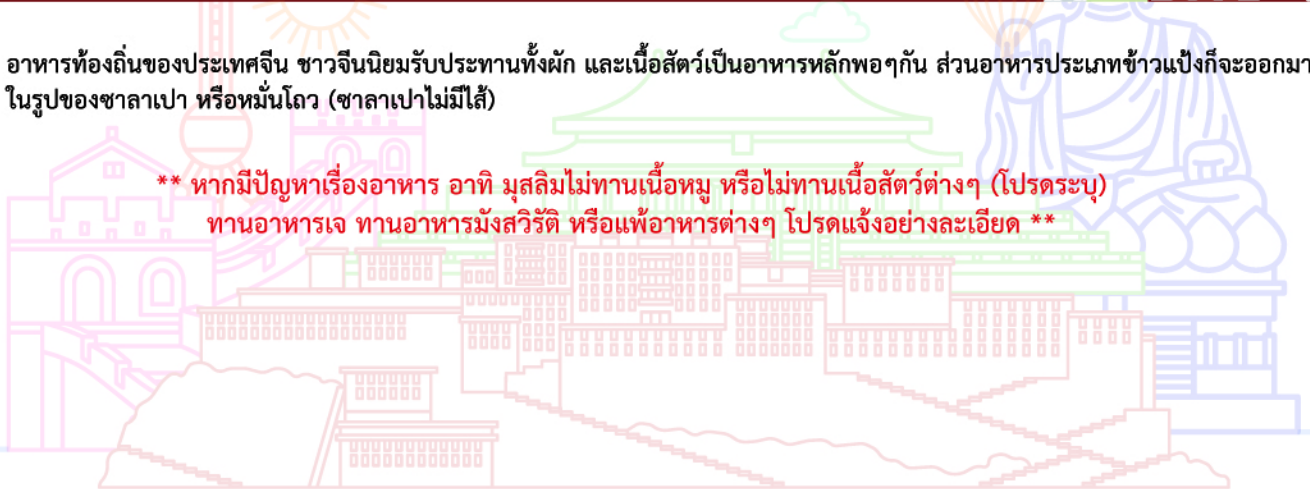 อาหารท้องถิ่นของประเทศจีน ชาวจีนนิยมรับประทานทั้งผัก และเนื้อสัตว์เป็นอาหารหลักพอๆกัน ส่วนอาหารประเภทข้าวแป้งก็จะออกมา
ในรูปของซาลาเปา หรือหมั่นโถว (ซาลาเปาไม่มีไส้)
** หากมีปัญหาเรื่องอาหาร อาทิ มุสลิมไม่ทานเนื้อหมู หรือไม่ทานเนื้อสัตว์ต่างๆ (โปรดระบุ)
ทานอาหารเจ ทานอาหารมังสวิรัติ หรือแพ้อาหารต่างๆ โปรดแจ้งอย่างละเอียด **